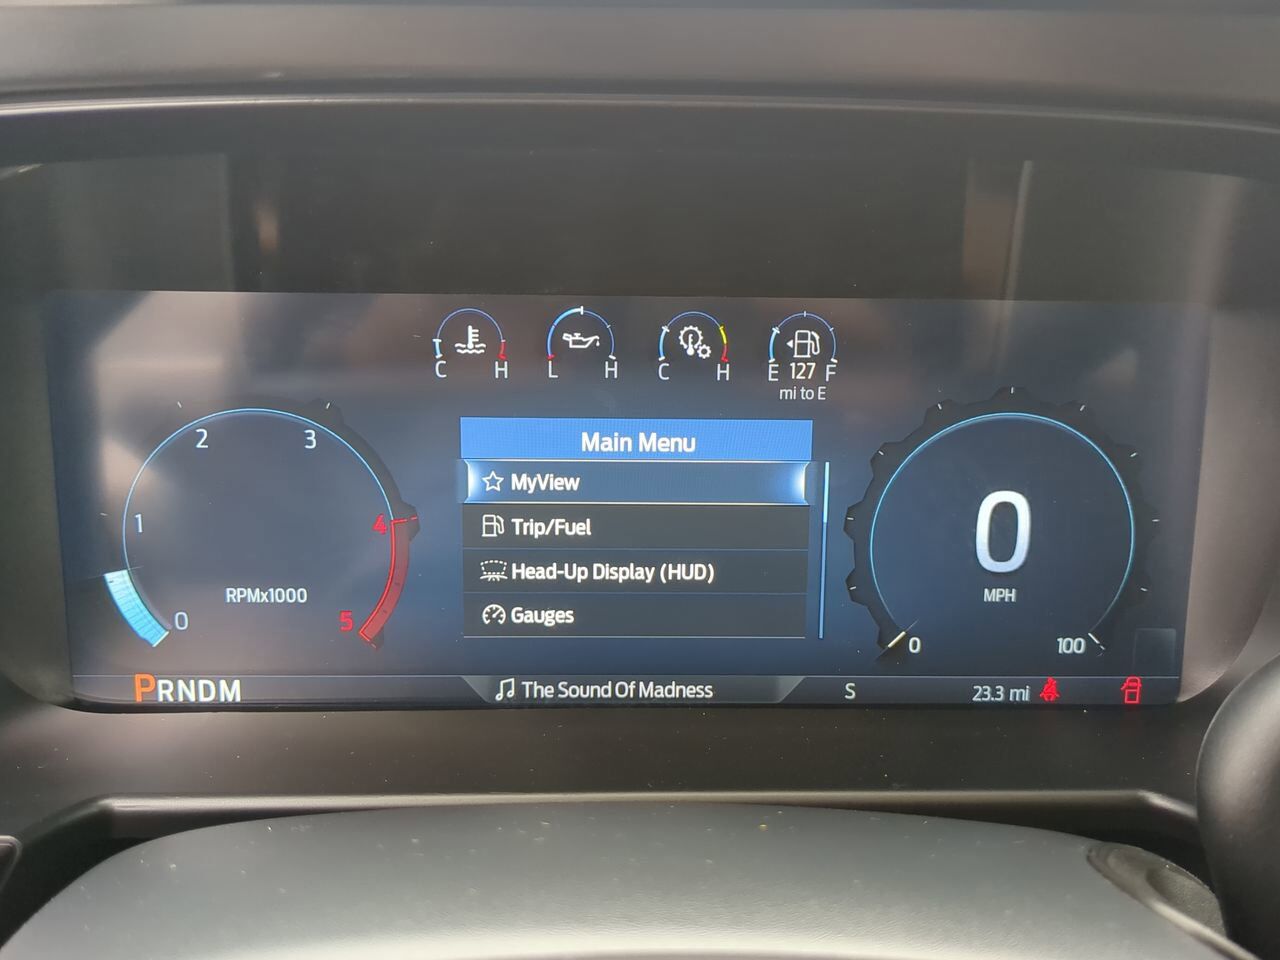 C H
L H
C H
E 127 F
mi to E
2 3
1 4
0 5
RPMx1000
Main Menu
MyView
Trip/Fuel
Head-Up Display (HUD)
Gauges
0
MPH
0 100
PRNDM
The Sound Of Madness
S
23.3 mi